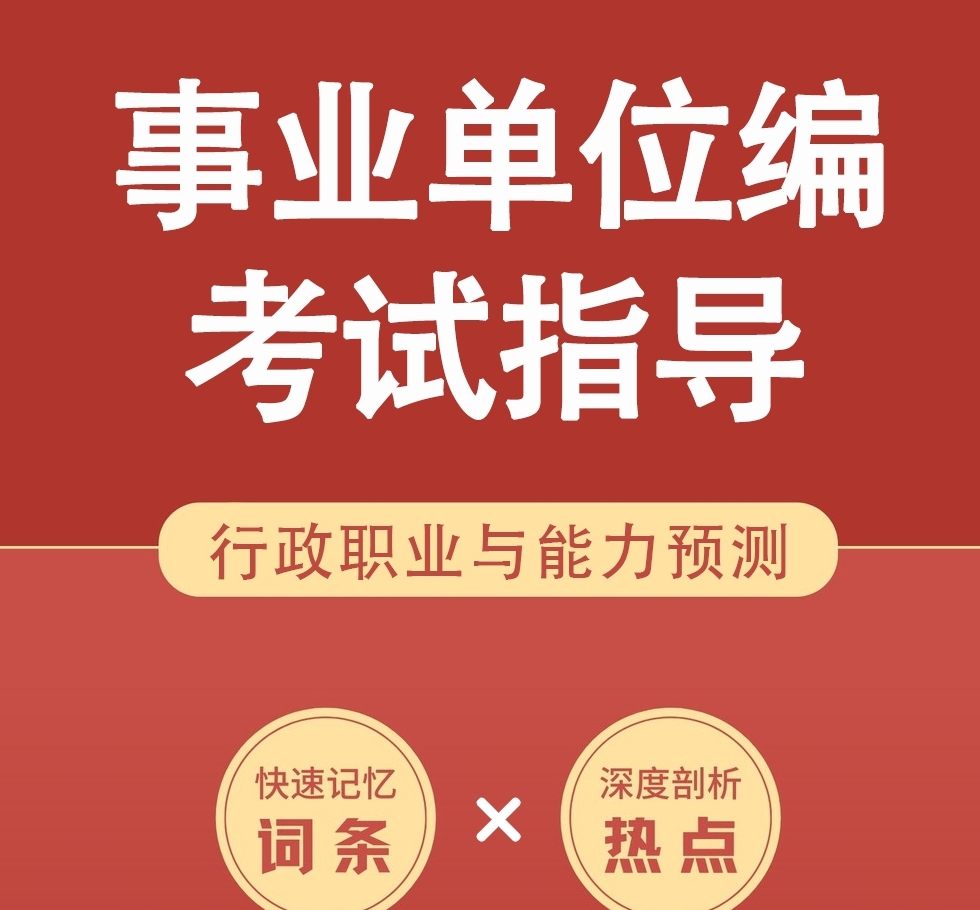 事业单位编
考试指导
行政职业与能力预测
快速记忆
词条
×
深度剖析
热点